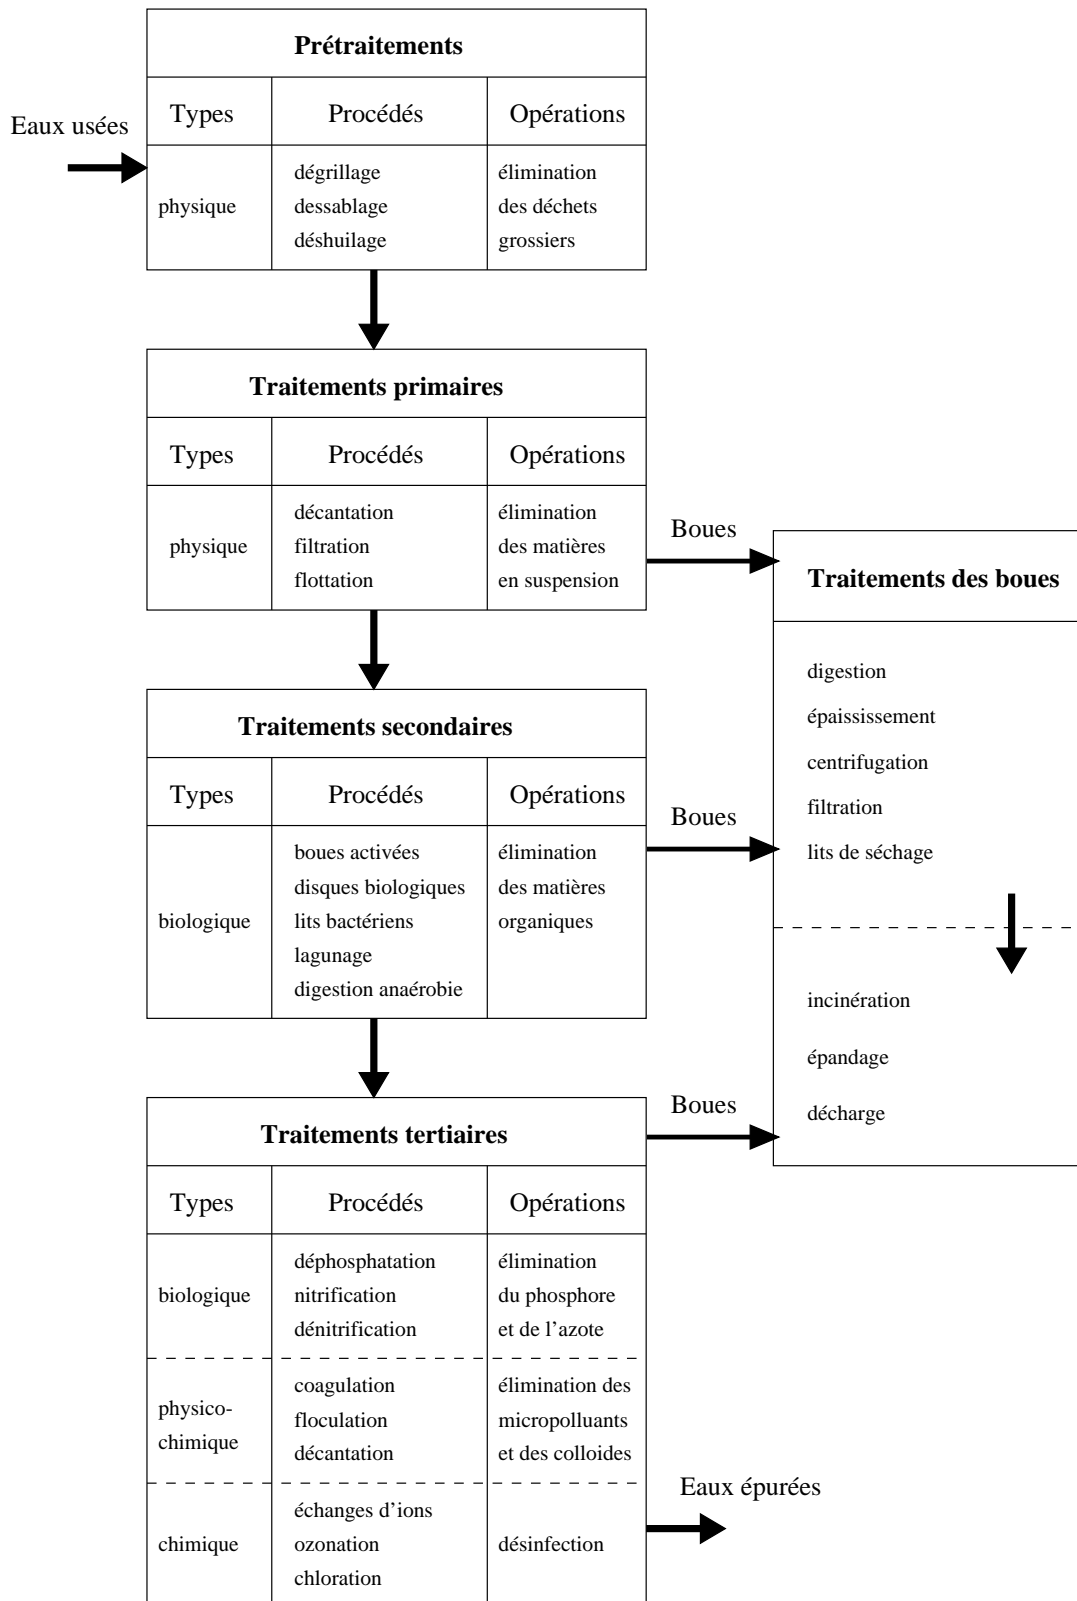 Prétraitements
Types
Procédés
Opérations
Eaux usées
physique
dégrillage
dessablage
déshuilage
élimination
des déchets
grossiers
Traitements primaires
Types
Procédés
Opérations
physique
décantation
filtration
flottation
élimination
des matières
en suspension
Boues
Traitements secondaires
Types
Procédés
Opérations
biologique
boues activées
disques biologiques
lits bactériens
lagunage
digestion anaérobie
élimination
des matières
organiques
Boues
Traitements tertiaires
Types
Procédés
Opérations
biologique
déphosphatation
nitrification
dénitrification
élimination
du phosphore
et de l'azote
physico-
chimique
coagulation
floculation
décantation
élimination des
micropolluants
et des colloides
chimique
échanges d'ions
ozonation
chloration
désinfection
Boues
Eaux épurées
Traitements des boues
digestion
épaississement
centrifugation
filtration
lits de séchage
incinération
épandage
décharge